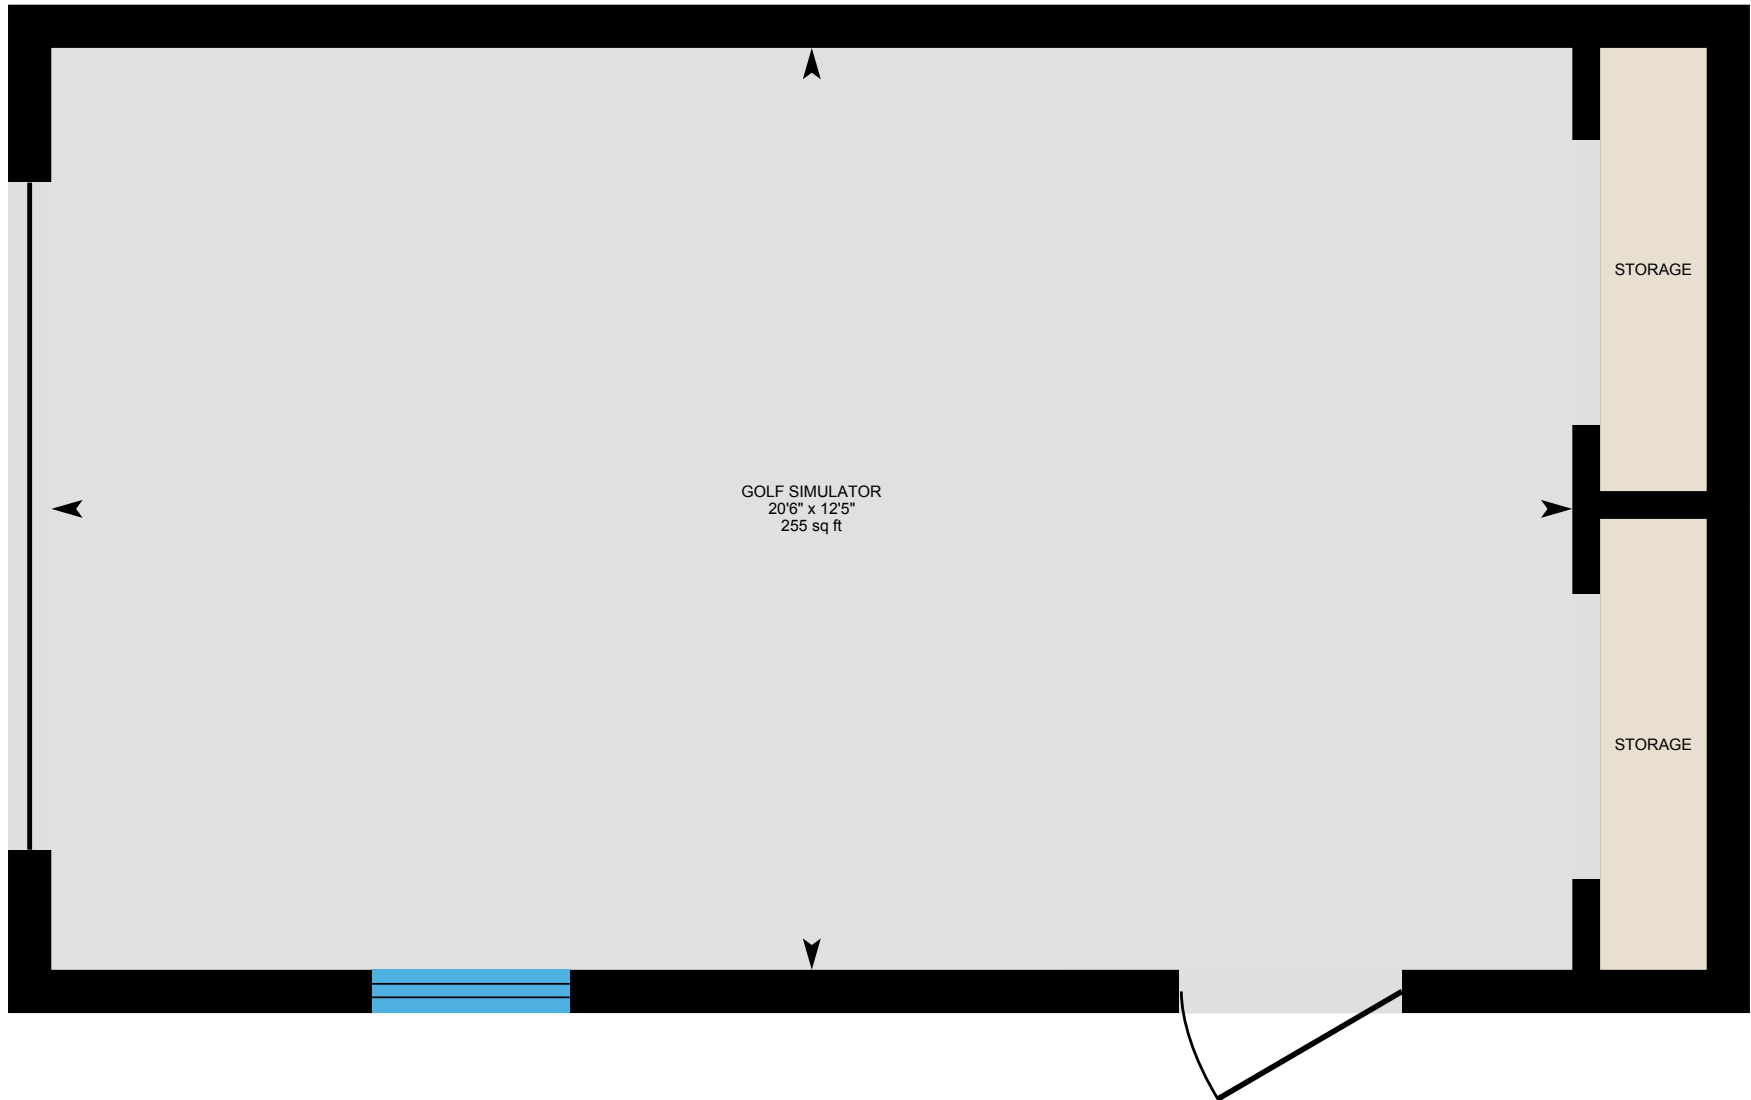 STORAGE
GOLF SIMULATOR
20'6" x 12'5"
255 sq ft
STORAGE